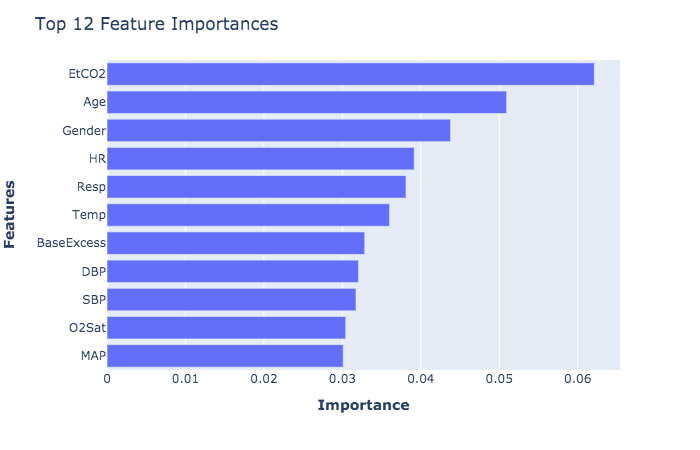 Top 12 Feature Importances
Features
EtCO2
Age
Gender
HR
Resp
Temp
BaseExcess
DBP
SBP
O2Sat
MAP
0 0.01 0.02 0.03 0.04 0.05 0.06
Importance